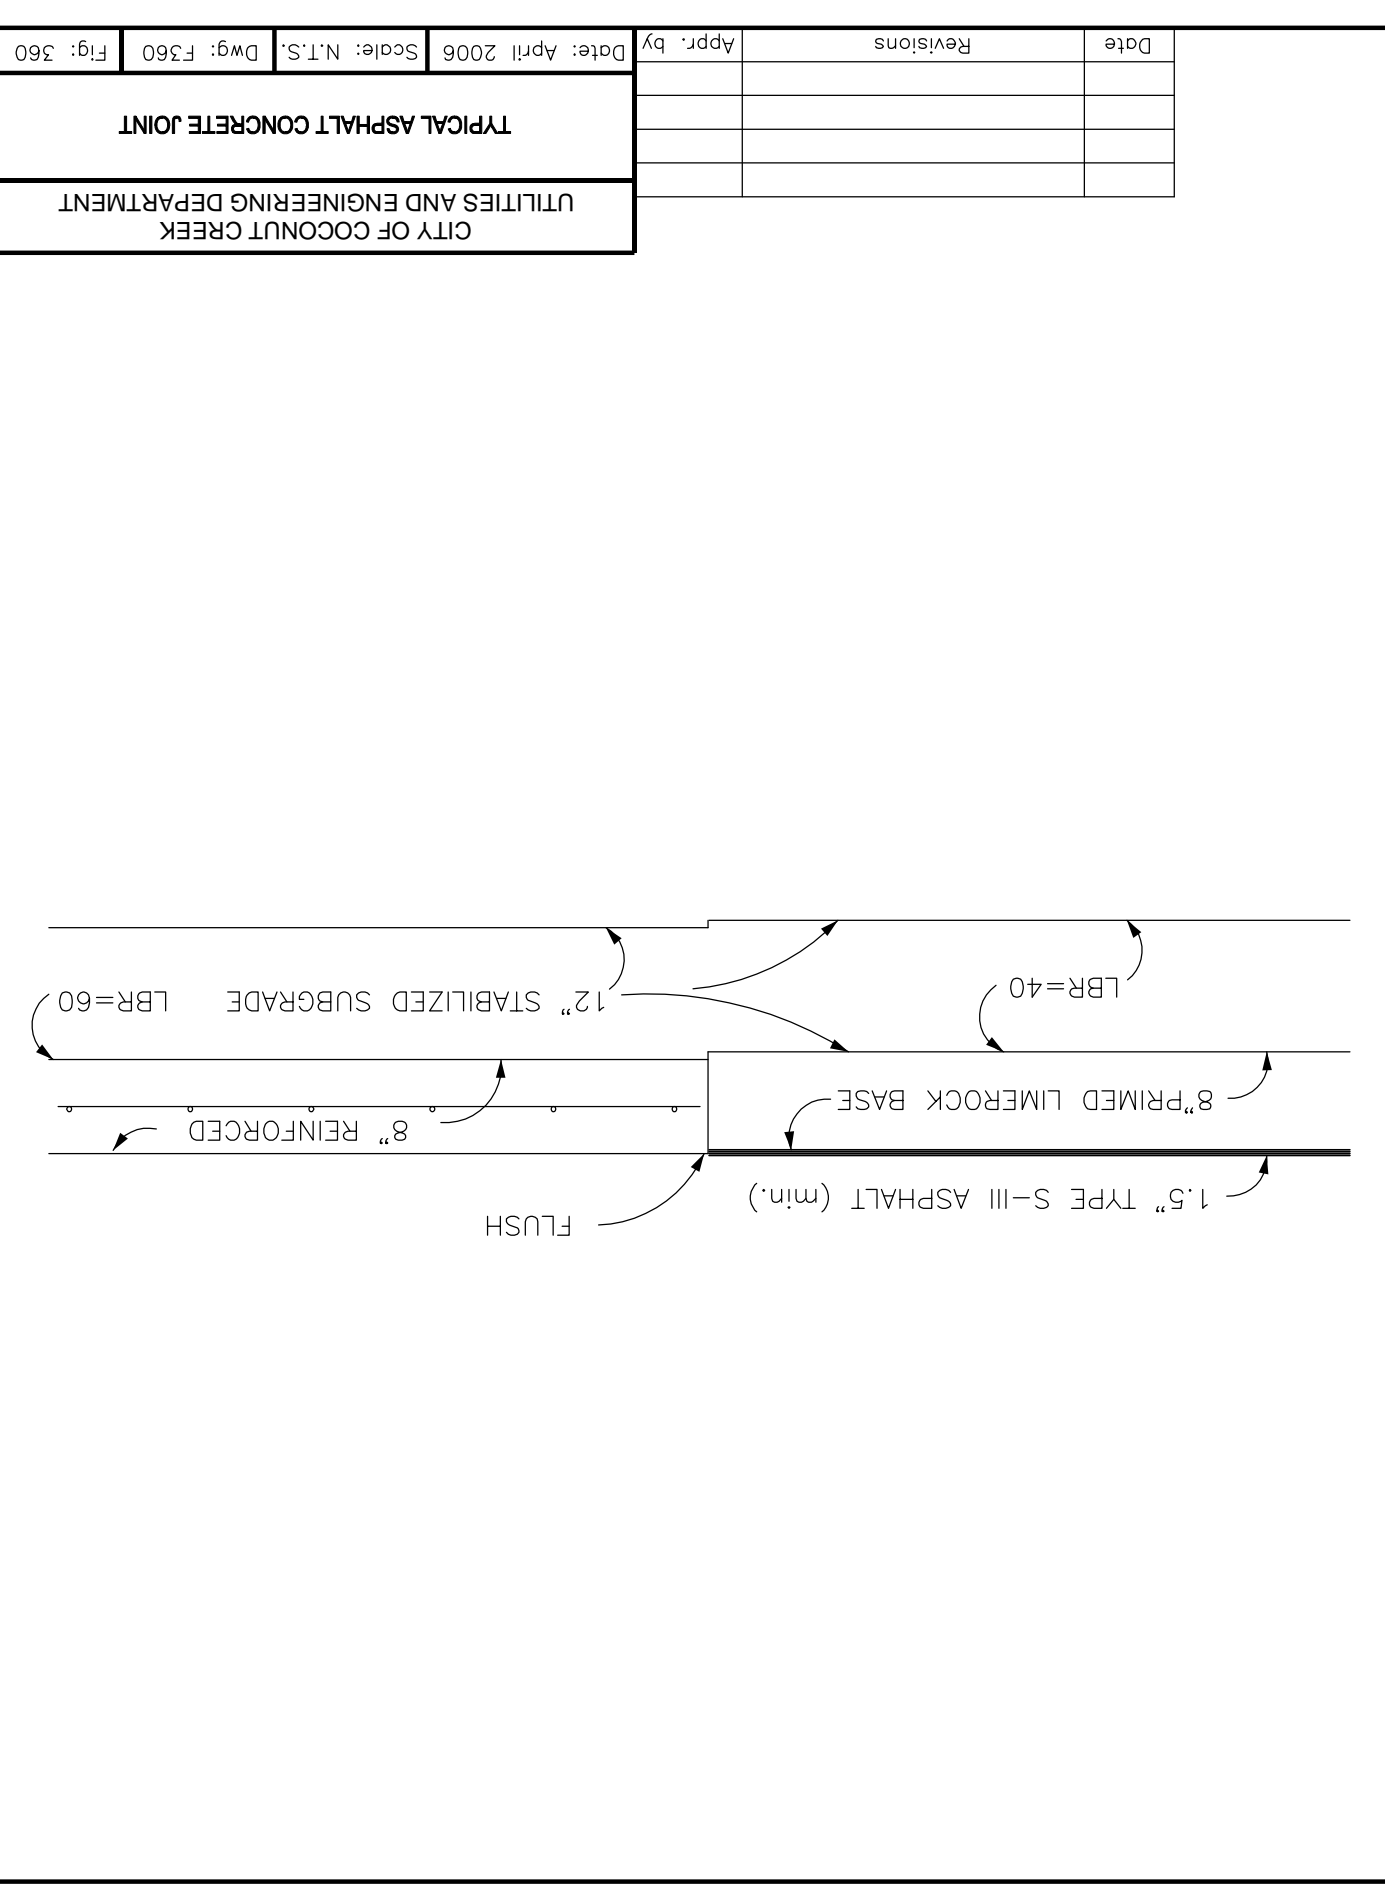 1.5" TYPE S-III ASPHALT (min.)
FLUSH
8"PRIMED LIMEROCK BASE
8" REINFORCED
LBR=40
12" STABILIZED SUBGRADE LBR=60
CITY OF COCONUT CREEK
UTILITIES AND ENGINEERING DEPARTMENT
TYPICAL ASPHALT CONCRETE JOINT
Date Revisions Appr. by Date: April 2006 Scale: N.T.S. Dwg: F360 Fig: 360